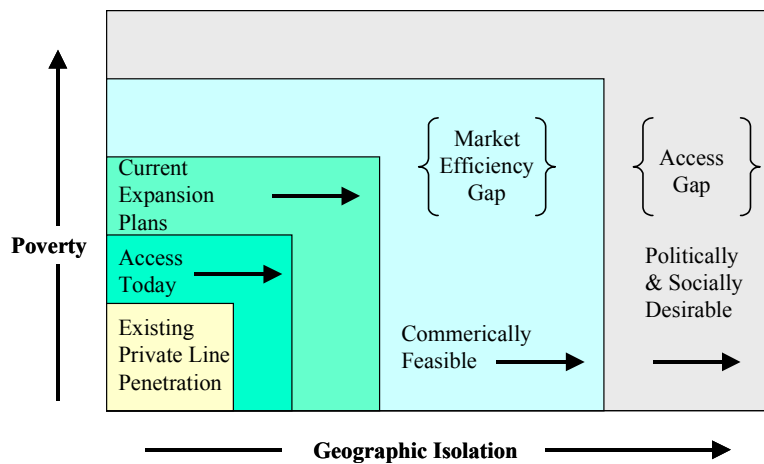 Market
Efficiency
Gap
Access
Gap
Current
Expansion
Plans
Poverty
Access
Today
Politically
& Socially
Desirable
Existing
Private Line
Penetration
Commerically
Feasible
Geographic Isolation